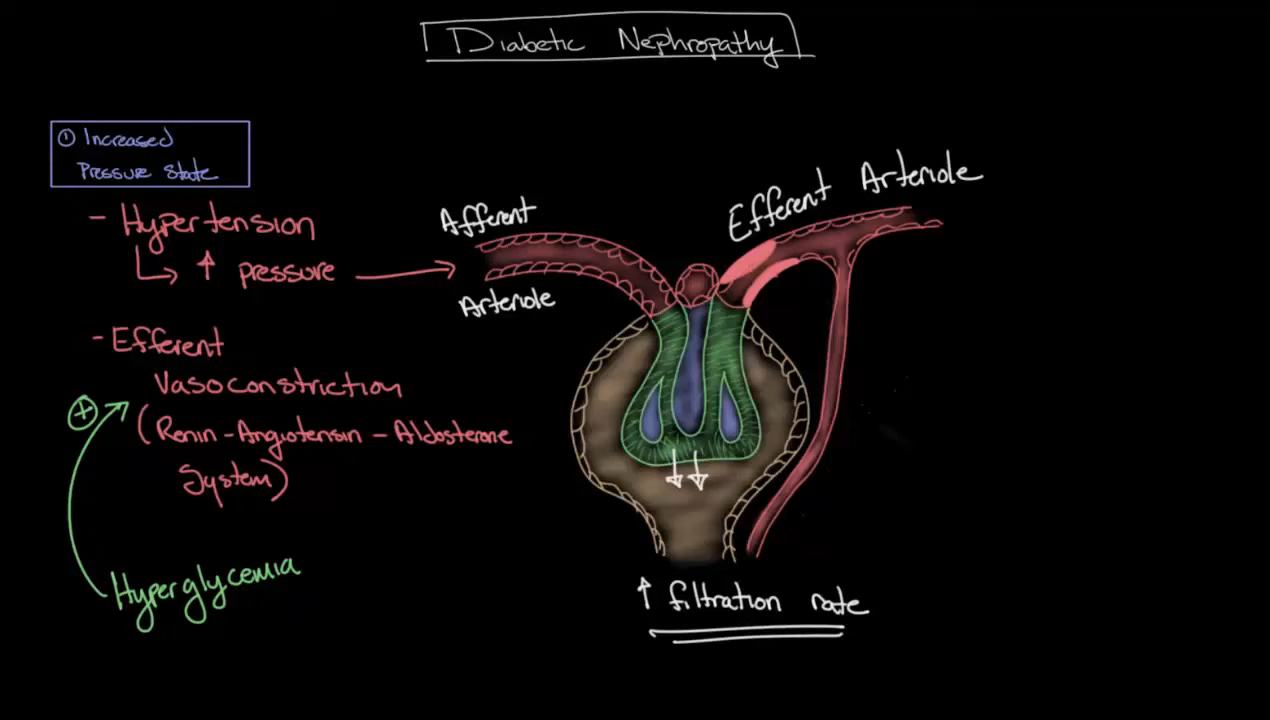 Diabetic Nephropathy
① Increased
Pressure State
- Hypertension
↳ ↑ pressure →
- Efferent
Vasoconstriction
(Renin-Angiotensin-Aldosterone
System)
+
Hyperglycemia
Afferent
Arteriole
Efferent Arteriole
↑ filtration rate